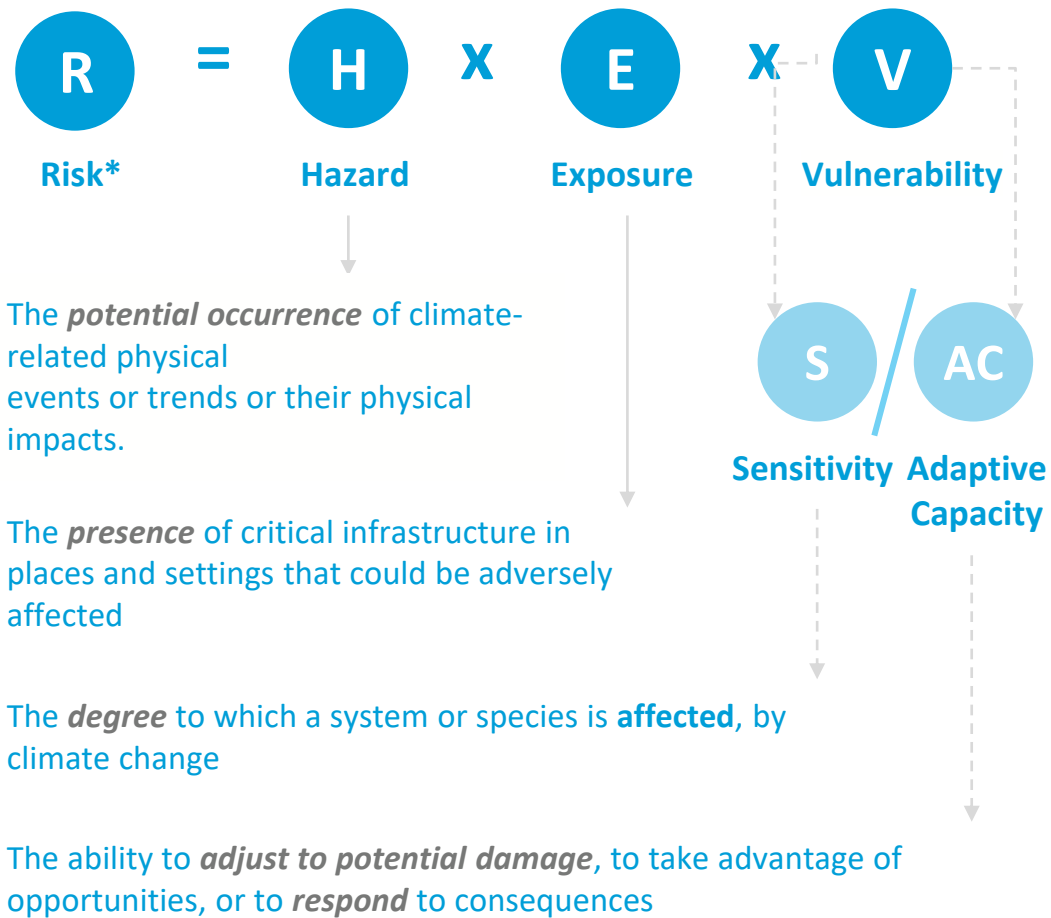 R = H x E x V
Risk* Hazard Exposure Vulnerability
The potential occurrence of climate-
related physical
events or trends or their physical
impacts.
S / AC
Sensitivity Adaptive
Capacity
The presence of critical infrastructure in
places and settings that could be adversely
affected
The degree to which a system or species is affected, by
climate change
The ability to adjust to potential damage, to take advantage of
opportunities, or to respond to consequences